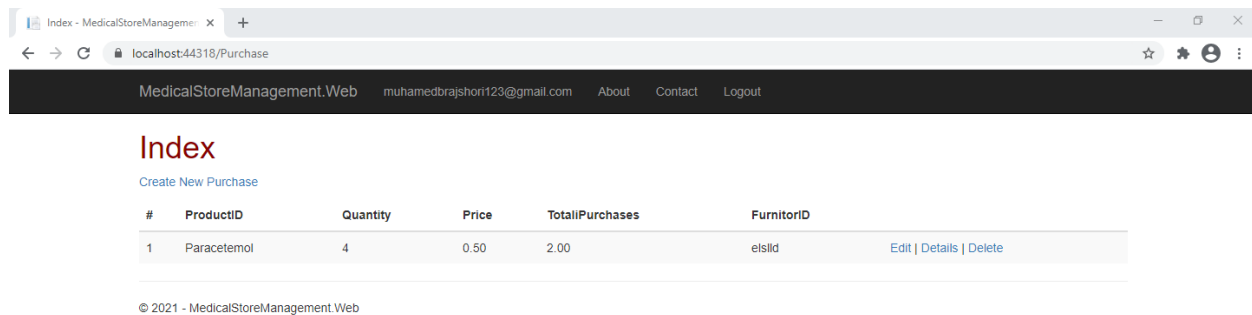 Index - MedicalStoreManagemen
localhost:44318/Purchase
MedicalStoreManagement.Web muhamedbrajshori123@gmail.com About Contact Logout
Index
Create New Purchase
# ProductID Quantity Price TotaliPurchases FurnitorID
1 Paracetemol 4 0.50 2.00 elslld Edit | Details | Delete
© 2021 - MedicalStoreManagement.Web